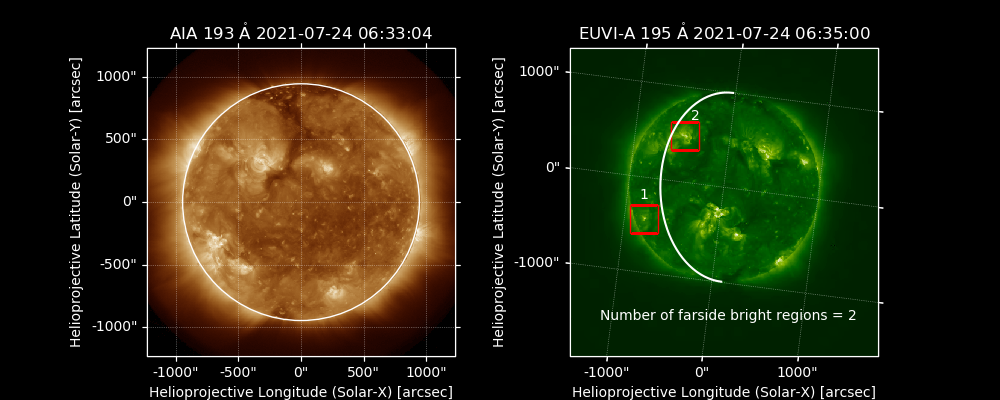 AIA 193 Å 2021-07-24 06:33:04
Helioprojective Latitude (Solar-Y) [arcsec]
1000"
500"
0"
-500"
-1000"
-1000"
-500"
0"
500"
1000"
Helioprojective Longitude (Solar-X) [arcsec]
EUVI-A 195 Å 2021-07-24 06:35:00
Helioprojective Latitude (Solar-Y) [arcsec]
1000"
0"
-1000"
2
1
Number of farside bright regions = 2
-1000"
0"
1000"
Helioprojective Longitude (Solar-X) [arcsec]